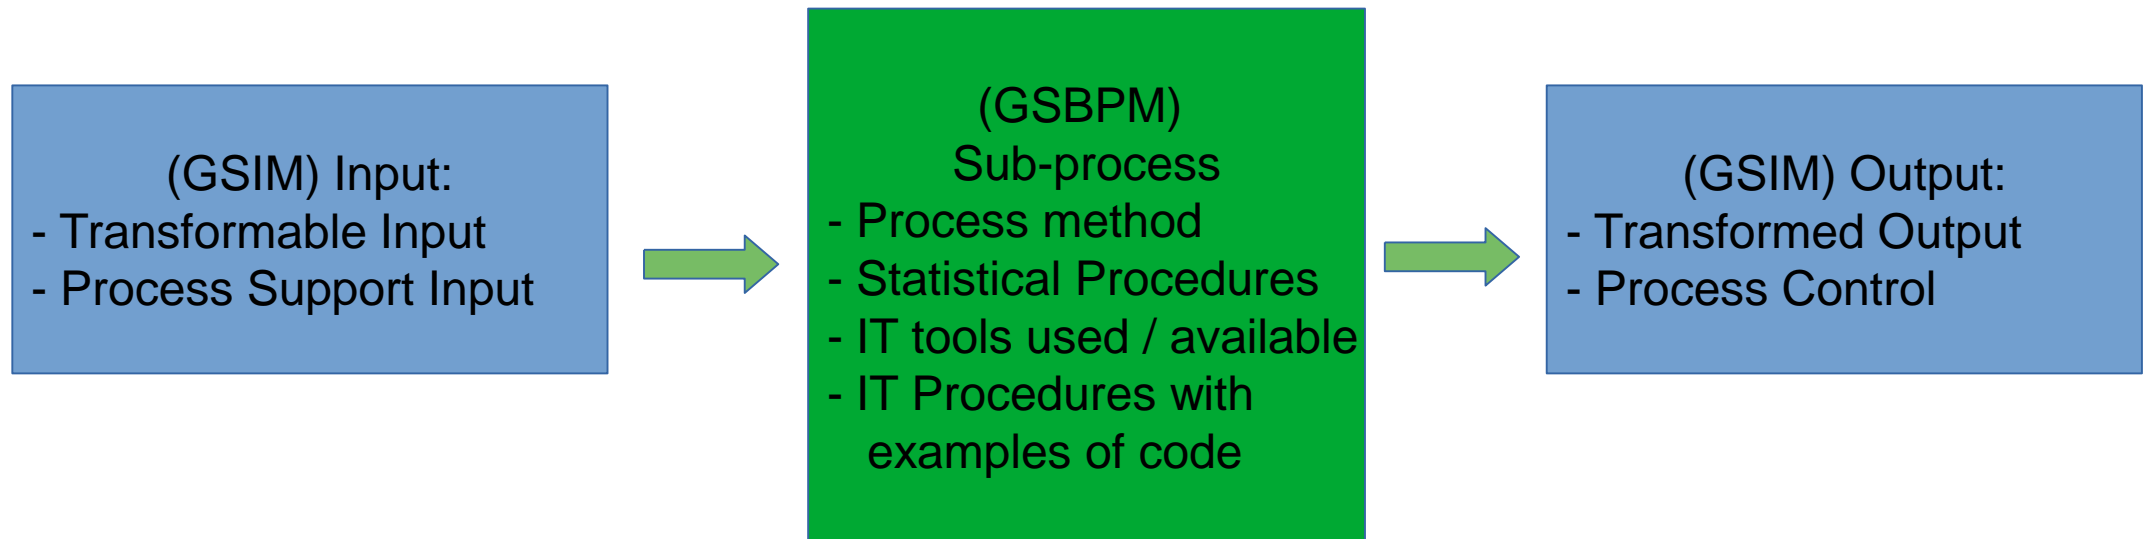 (GSIM) Input:
- Transformable Input
- Process Support Input
(GSBPM)
Sub-process
- Process method
- Statistical Procedures
- IT tools used / available
- IT Procedures with
examples of code
(GSIM) Output:
- Transformed Output
- Process Control